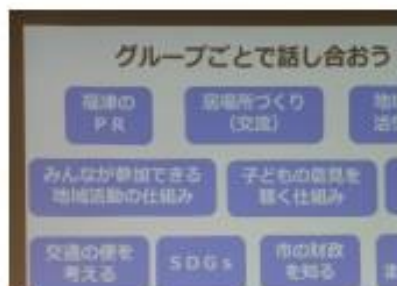 グループごとで話し合おう
福津の
PR
居場所づくり
(交流)
地域
みんなが参加できる
地域活動の仕組み
子どもの意見を
聴く仕組み
交通の便を
考える
SDGs
市の財政
を知る